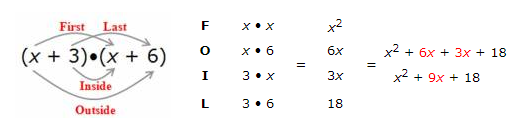 First Last
(x + 3)•(x + 6)
Inside
Outside
F x • x x²
O x • 6 6x
I 3 • x = 3x = x² + 6x + 3x + 18
x² + 9x + 18
L 3 • 6 18